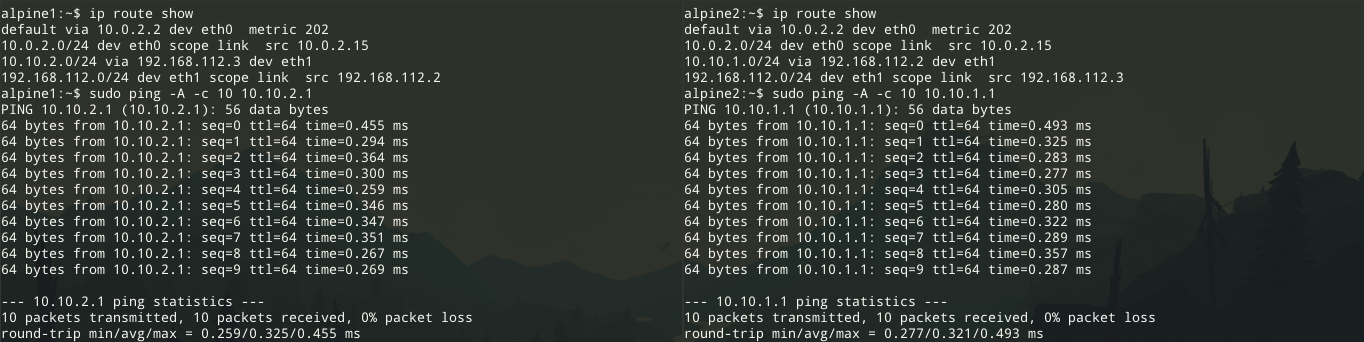 alpine1:~$ ip route show
default via 10.0.2.2 dev eth0  metric 202
10.0.2.0/24 dev eth0 scope link  src 10.0.2.15
10.10.2.0/24 via 192.168.112.3 dev eth1
192.168.112.0/24 dev eth1 scope link  src 192.168.112.2
alpine1:~$ sudo ping -A -c 10 10.10.2.1
PING 10.10.2.1 (10.10.2.1): 56 data bytes
64 bytes from 10.10.2.1: seq=0 ttl=64 time=0.455 ms
64 bytes from 10.10.2.1: seq=1 ttl=64 time=0.294 ms
64 bytes from 10.10.2.1: seq=2 ttl=64 time=0.364 ms
64 bytes from 10.10.2.1: seq=3 ttl=64 time=0.300 ms
64 bytes from 10.10.2.1: seq=4 ttl=64 time=0.259 ms
64 bytes from 10.10.2.1: seq=5 ttl=64 time=0.346 ms
64 bytes from 10.10.2.1: seq=6 ttl=64 time=0.347 ms
64 bytes from 10.10.2.1: seq=7 ttl=64 time=0.351 ms
64 bytes from 10.10.2.1: seq=8 ttl=64 time=0.267 ms
64 bytes from 10.10.2.1: seq=9 ttl=64 time=0.269 ms
--- 10.10.2.1 ping statistics ---
10 packets transmitted, 10 packets received, 0% packet loss
round-trip min/avg/max = 0.259/0.325/0.455 ms
alpine2:~$ ip route show
default via 10.0.2.2 dev eth0  metric 202
10.0.2.0/24 dev eth0 scope link  src 10.0.2.15
10.10.1.0/24 via 192.168.112.2 dev eth1
192.168.112.0/24 dev eth1 scope link  src 192.168.112.3
alpine2:~$ sudo ping -A -c 10 10.10.1.1
PING 10.10.1.1 (10.10.1.1): 56 data bytes
64 bytes from 10.10.1.1: seq=0 ttl=64 time=0.493 ms
64 bytes from 10.10.1.1: seq=1 ttl=64 time=0.325 ms
64 bytes from 10.10.1.1: seq=2 ttl=64 time=0.283 ms
64 bytes from 10.10.1.1: seq=3 ttl=64 time=0.277 ms
64 bytes from 10.10.1.1: seq=4 ttl=64 time=0.305 ms
64 bytes from 10.10.1.1: seq=5 ttl=64 time=0.280 ms
64 bytes from 10.10.1.1: seq=6 ttl=64 time=0.322 ms
64 bytes from 10.10.1.1: seq=7 ttl=64 time=0.289 ms
64 bytes from 10.10.1.1: seq=8 ttl=64 time=0.357 ms
64 bytes from 10.10.1.1: seq=9 ttl=64 time=0.287 ms
--- 10.10.1.1 ping statistics ---
10 packets transmitted, 10 packets received, 0% packet loss
round-trip min/avg/max = 0.277/0.321/0.493 ms